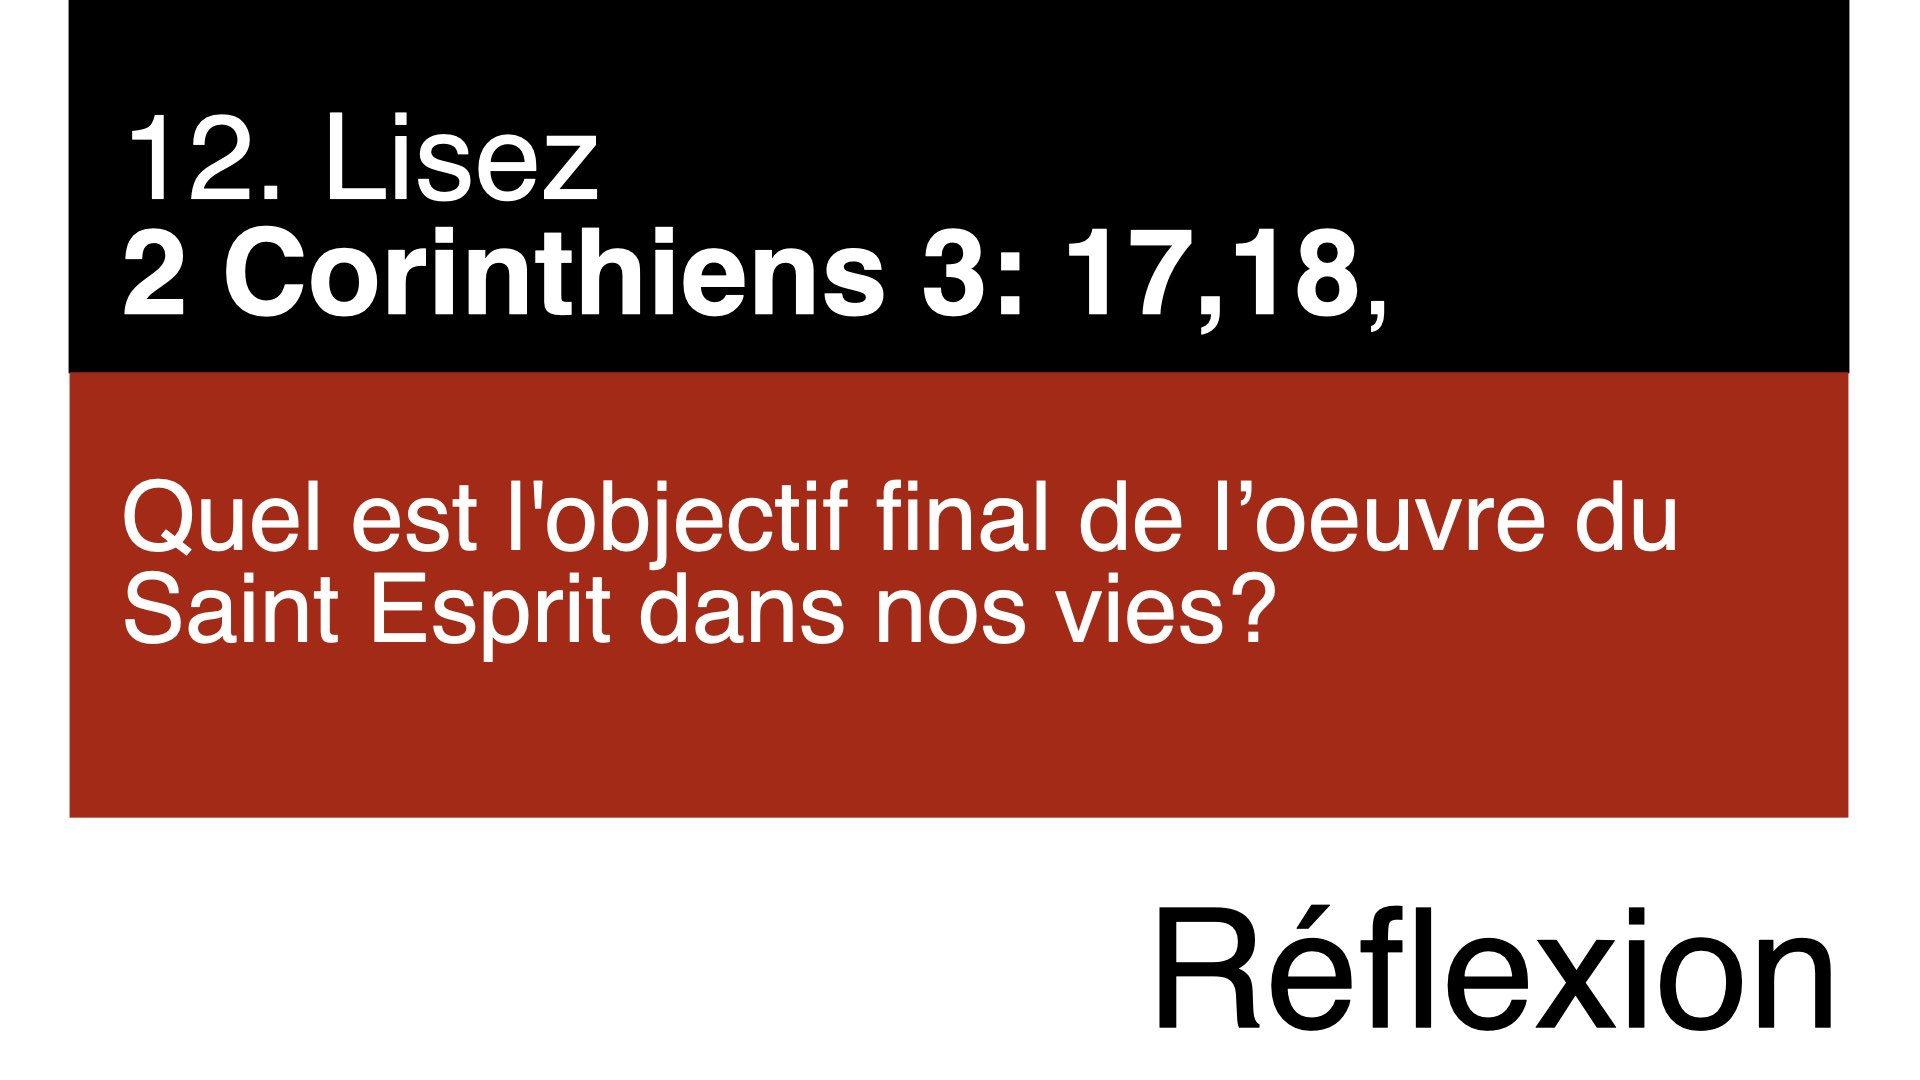 12. Lisez
2 Corinthiens 3: 17,18,
Quel est l'objectif final de l’oeuvre du
Saint Esprit dans nos vies?
Réflexion